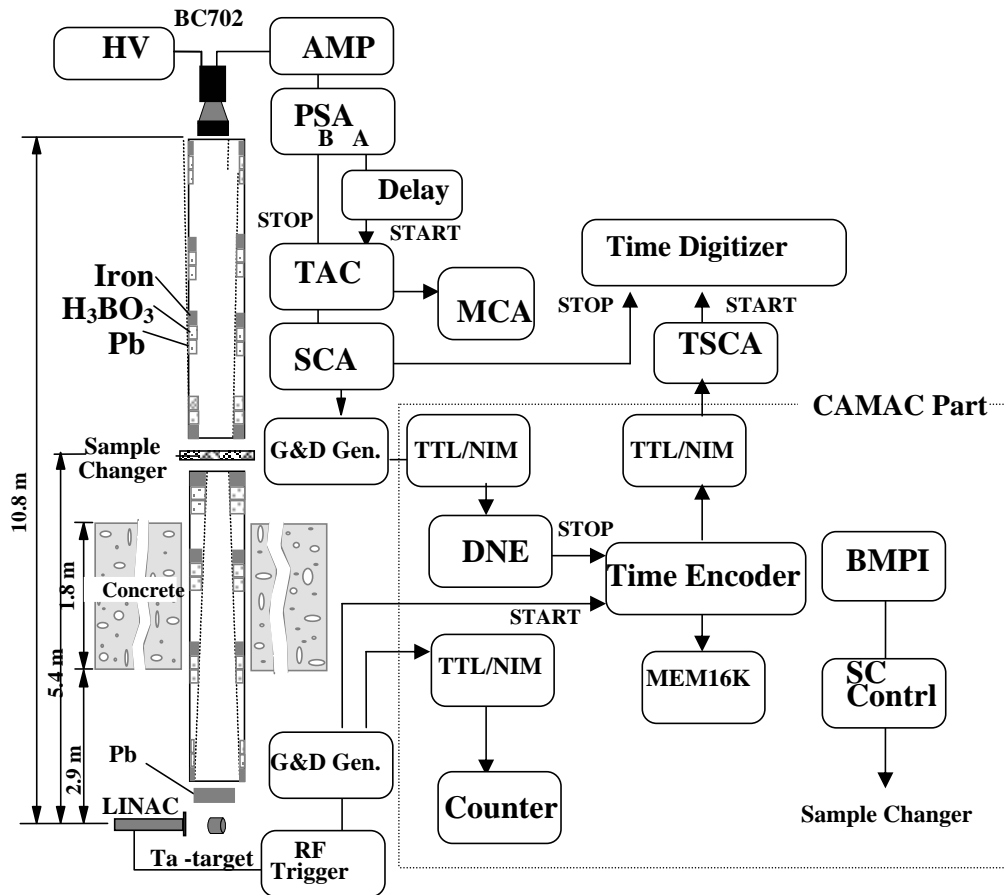 BC702
HV
AMP
PSA
B A
Delay
STOP
START
TAC
MCA
SCA
Time Digitizer
STOP
START
TSCA
Iron
H₃BO₃
Pb
CAMAC Part
G&D Gen.
TTL/NIM
TTL/NIM
Sample
Changer
10.8 m
DNE
STOP
Time Encoder
BMPI
START
1.8 m
Concrete
5.4 m
TTL/NIM
MEM16K
SC
Contrl
2.9 m
Pb
G&D Gen.
Counter
Sample Changer
LINAC
Ta -target
RF
Trigger